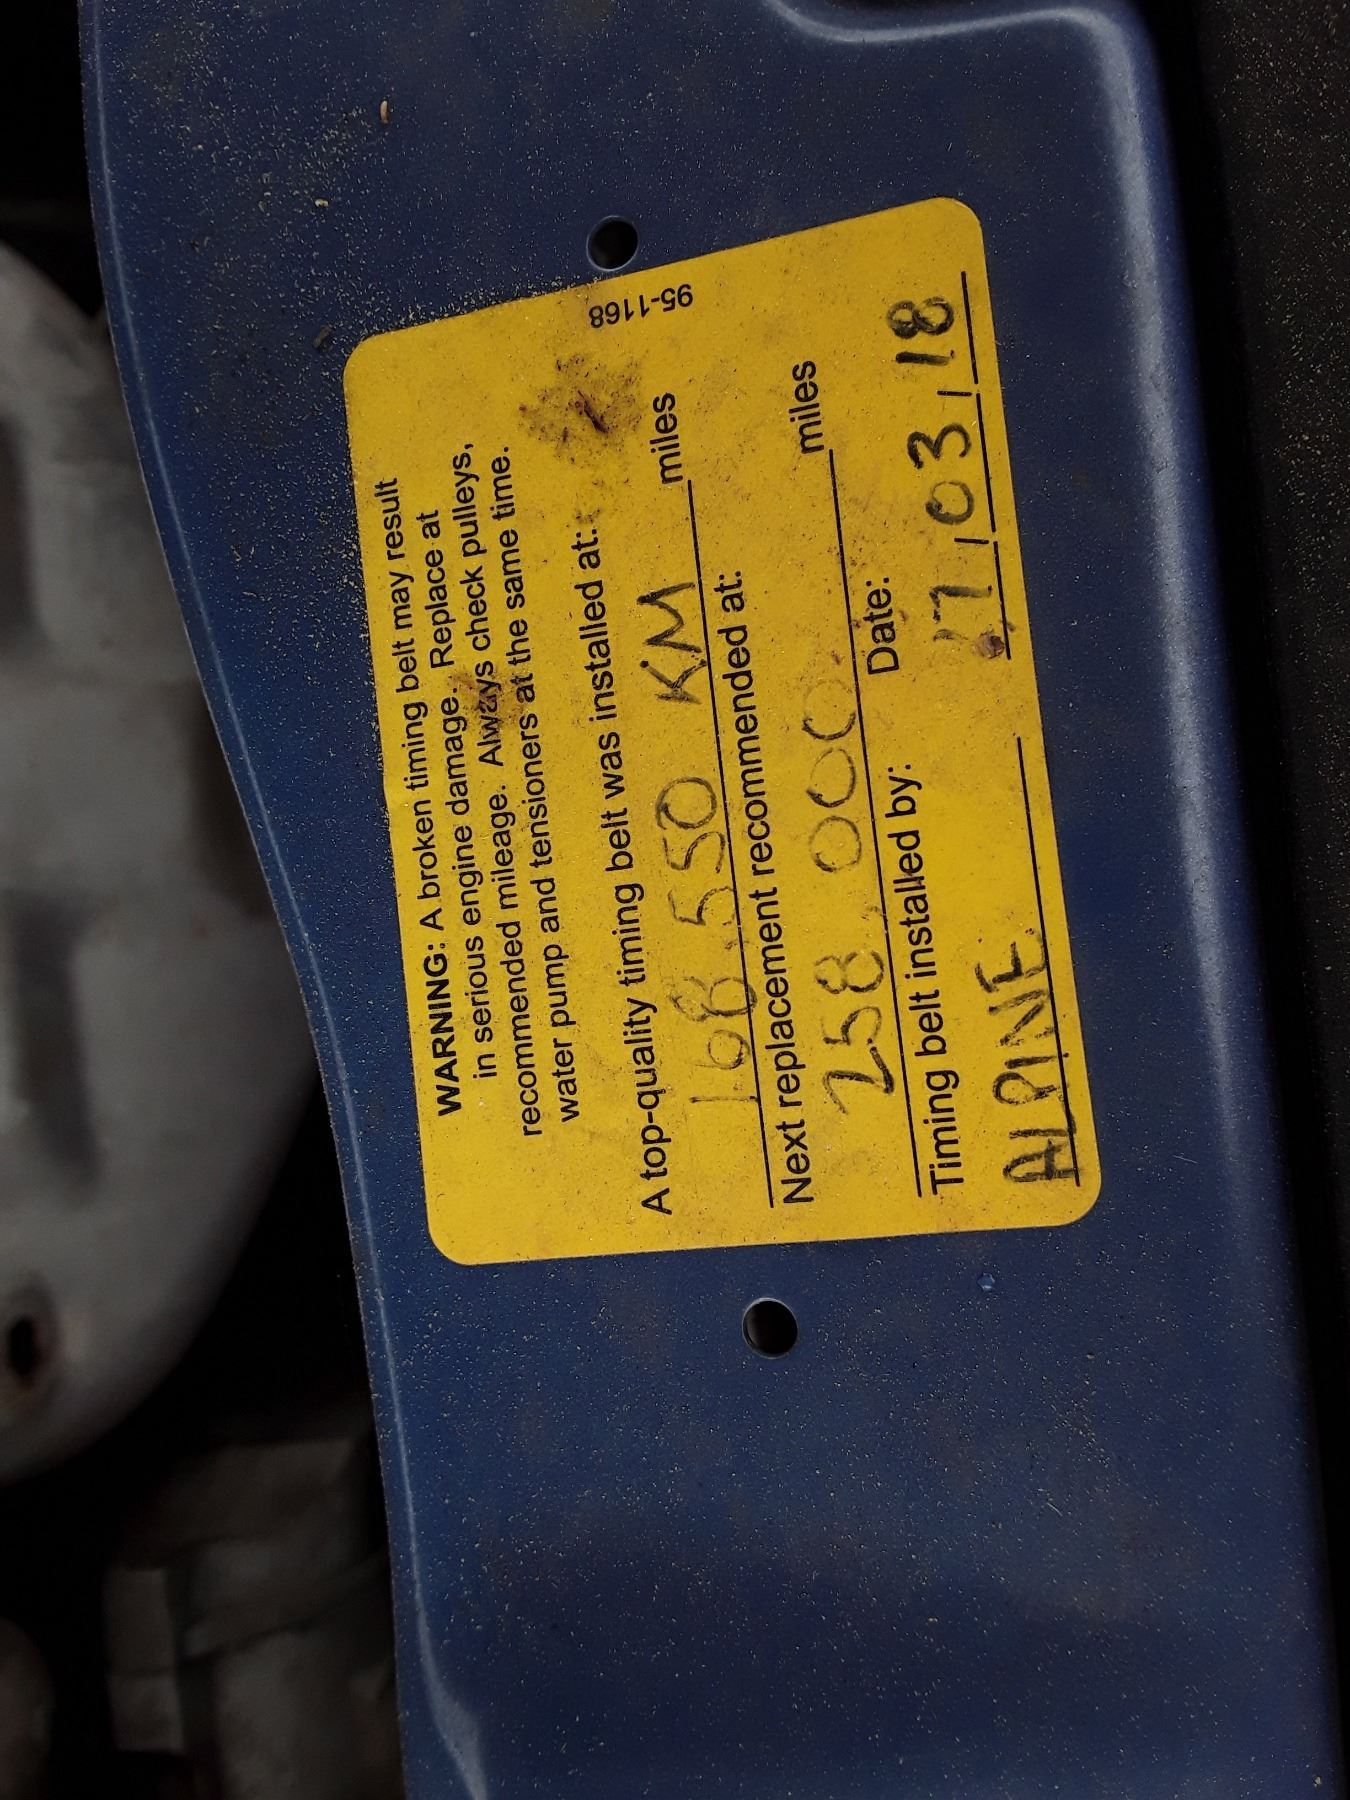 WARNING: A broken timing belt may result
in serious engine damage. Replace at
recommended mileage. Always check pulleys,
water pump and tensioners at the same time.
95-1168
A top-quality timing belt was installed at:
168,550 KM miles
Next replacement recommended at:
258,000 miles
Timing belt installed by: Date:
ALPINE 17/03/18